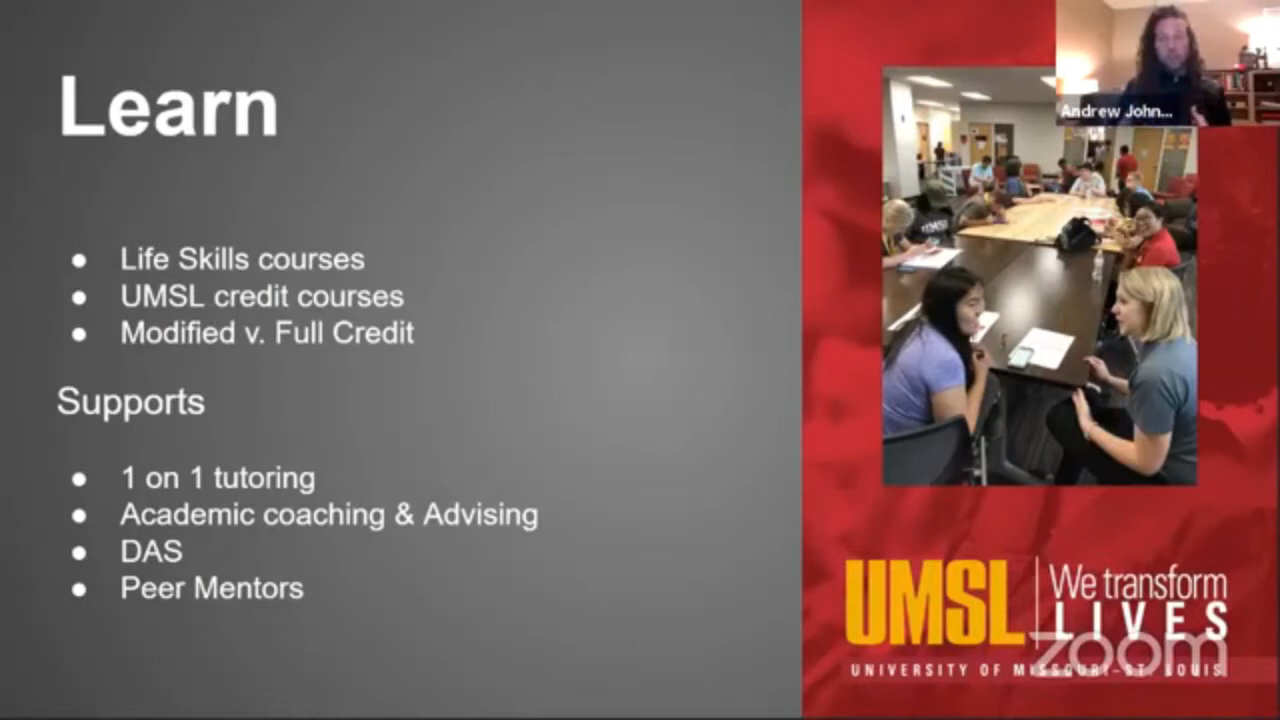 Learn
Life Skills courses
UMSL credit courses
Modified v. Full Credit
Supports
1 on 1 tutoring
Academic coaching & Advising
DAS
Peer Mentors
Andrew John...
UMSL
We transform
LIVES
zoom
UNIVERSITY OF MISSOURI–ST. LOUIS